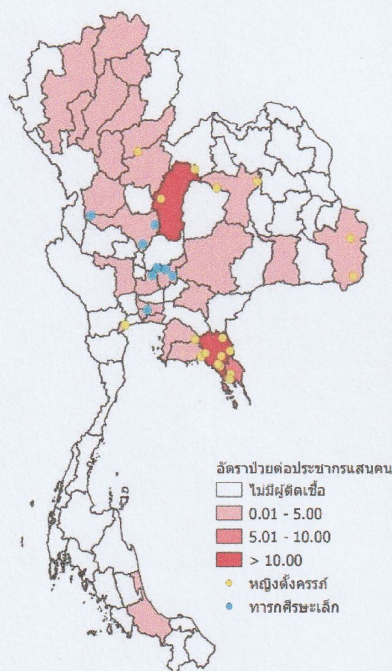 อัตราป่วยต่อประชากรแสนคน
ไม่มีผู้ติดเชื้อ
0.01 - 5.00
5.01 - 10.00
> 10.00
หญิงตั้งครรภ์
ทารกศีรษะเล็ก